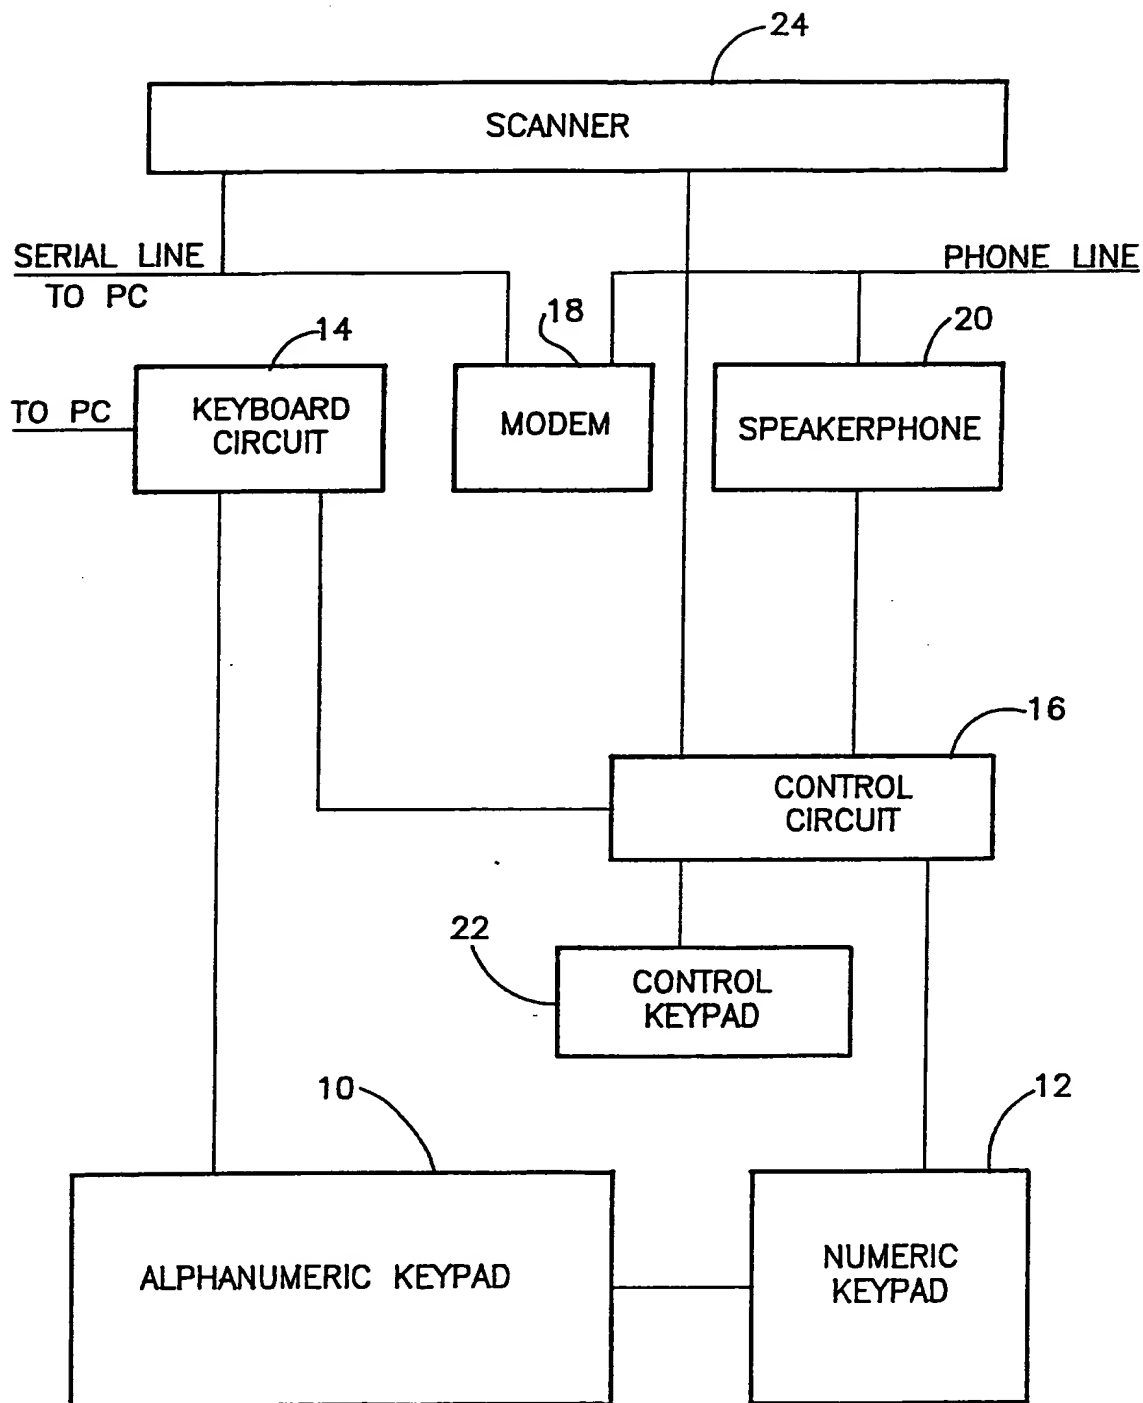 24
SCANNER
SERIAL LINE
TO PC
PHONE LINE
14
18
20
TO PC
KEYBOARD
CIRCUIT
MODEM
SPEAKERPHONE
16
CONTROL
CIRCUIT
22
CONTROL
KEYPAD
10
12
ALPHANUMERIC KEYPAD
NUMERIC
KEYPAD